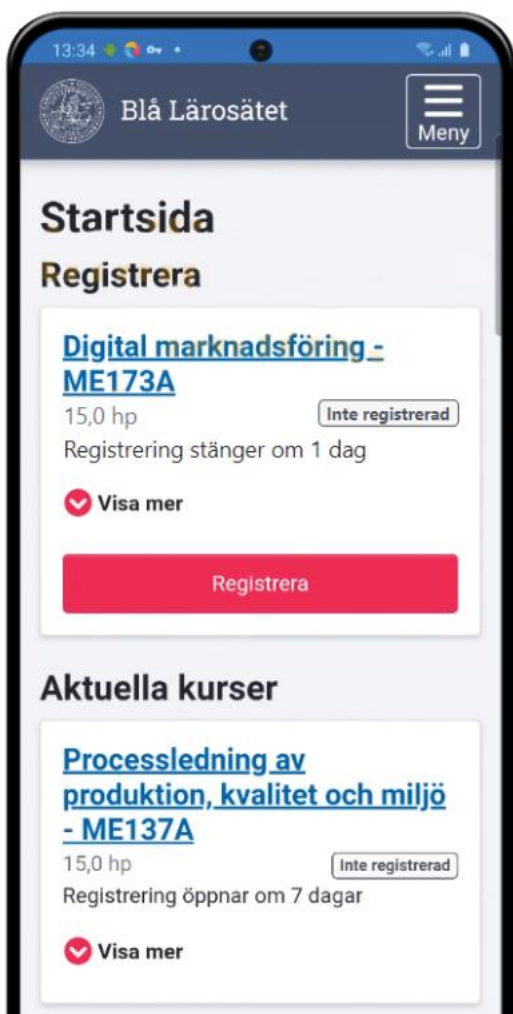 13:34
Blå Lärosätet
Meny
Startsida
Registrera
Digital marknadsföring -
ME173A
15,0 hp
Inte registrerad
Registrering stänger om 1 dag
Visa mer
Registrera
Aktuella kurser
Processledning av
produktion, kvalitet och miljö
- ME137A
15,0 hp
Inte registrerad
Registrering öppnar om 7 dagar
Visa mer